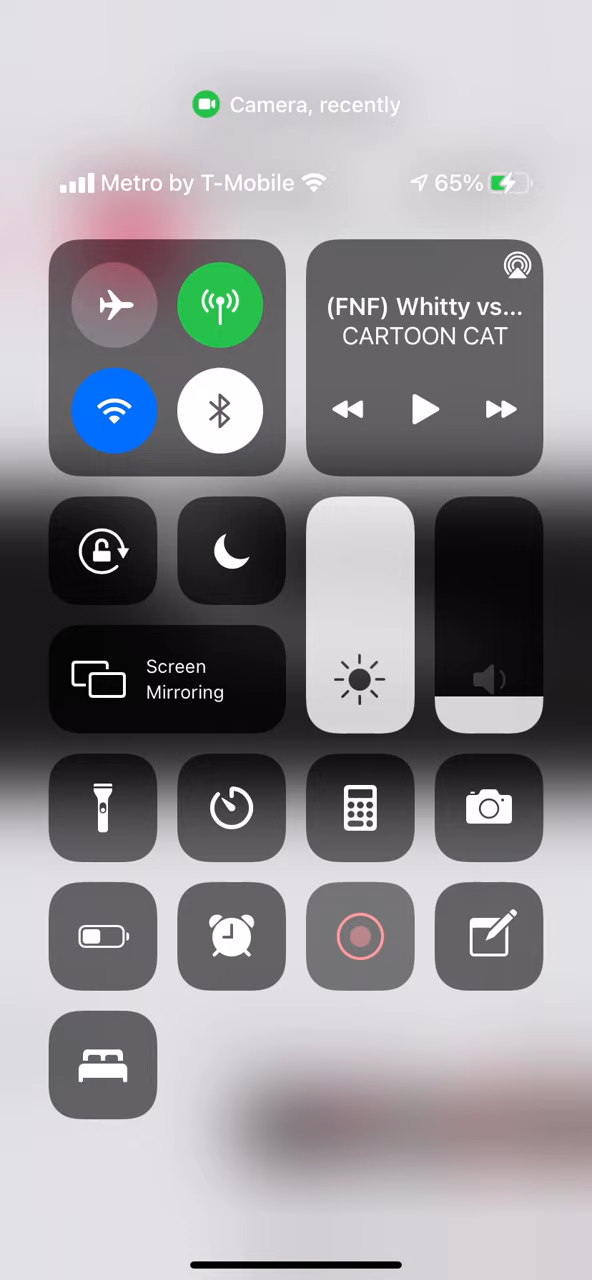 Camera, recently
Metro by T-Mobile 65%
(FNF) Whitty vs...
CARTOON CAT
Screen
Mirroring